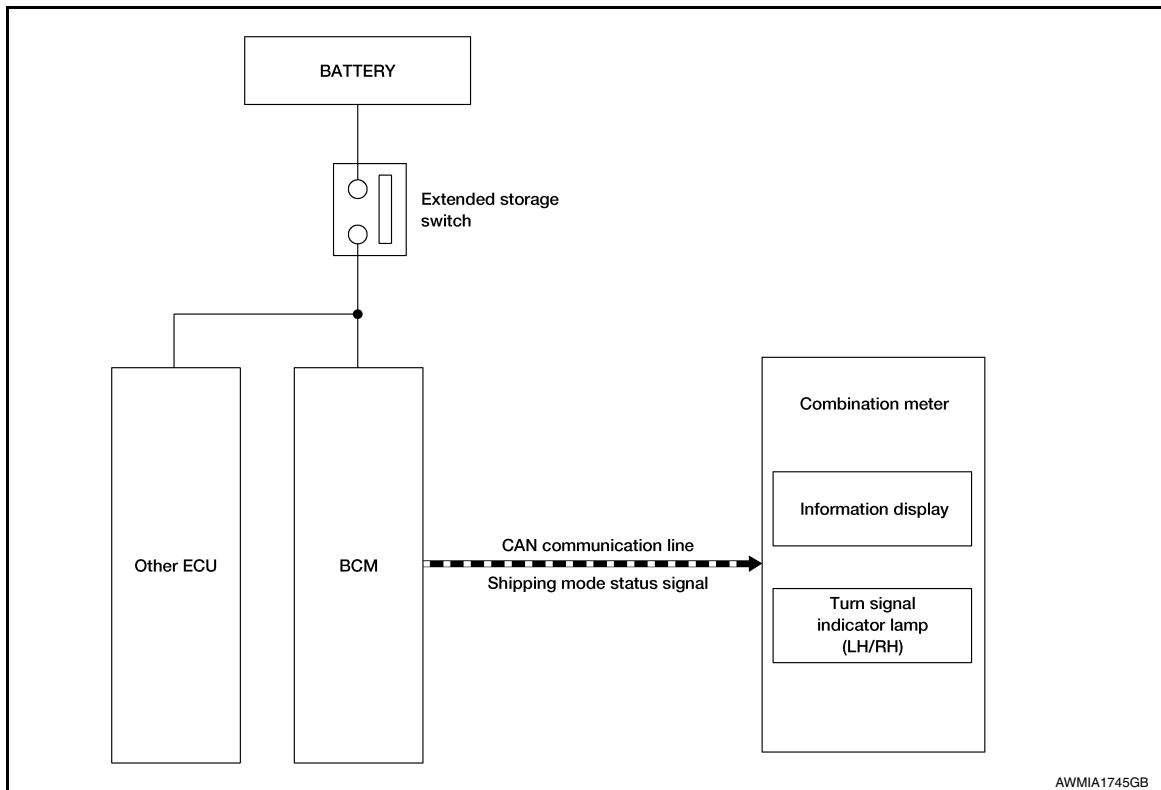 BATTERY
Extended storage
switch
Combination meter
Information display
Other ECU
BCM
CAN communication line
Shipping mode status signal
Turn signal
indicator lamp
(LH/RH)
AWMIA1745GB